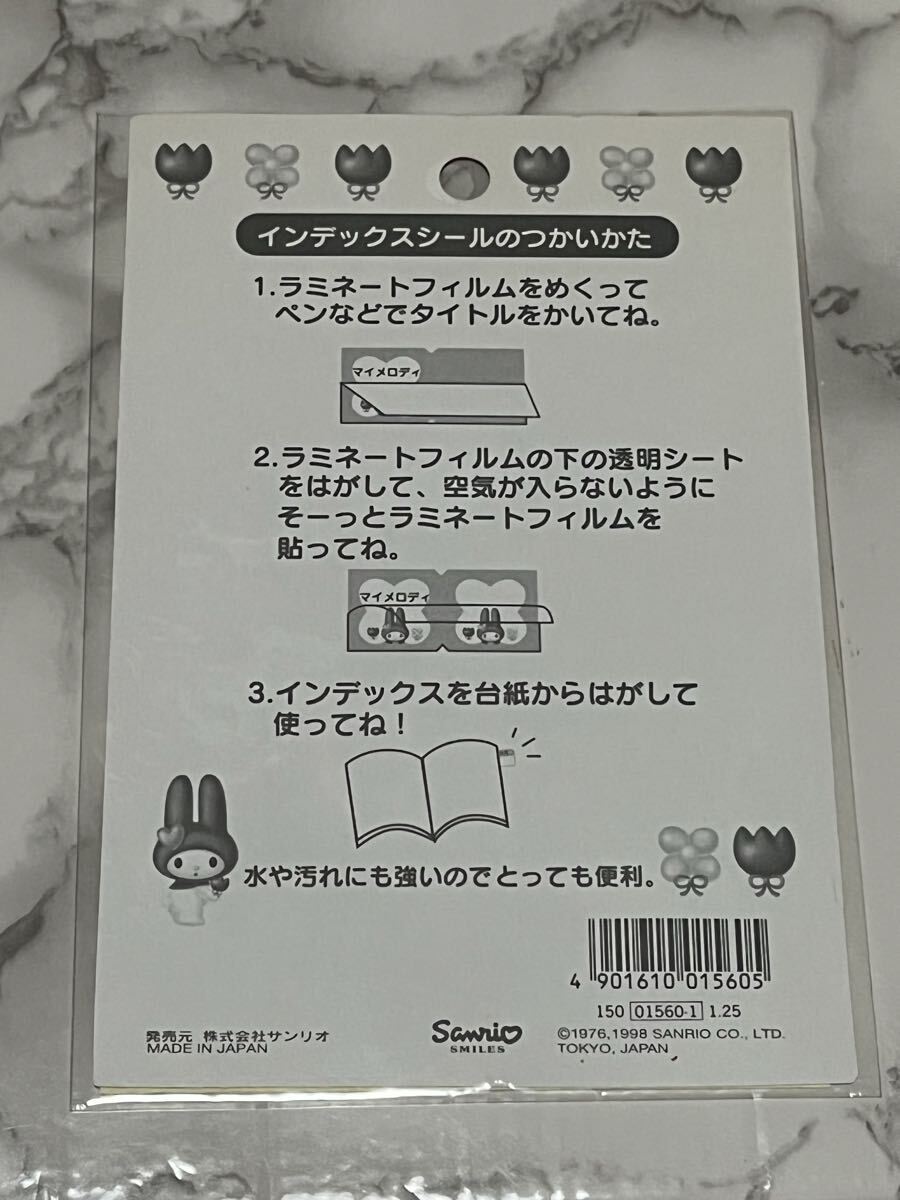 インデックスシールのつかいかた
1.ラミネートフィルムをめくって
ペンなどでタイトルをかいてね。
マイメロディ
2.ラミネートフィルムの下の透明シート
をはがして、空気が入らないように
そーっとラミネートフィルムを
貼ってね。
マイメロディ
3.インデックスを台紙からはがして
使ってね！
水や汚れにも強いのでとっても便利。
4 901610 015605
150 01560-1 1.25
発売元 株式会社サンリオ
MADE IN JAPAN
Sanrio
SMILES
©1976,1998 SANRIO CO., LTD.
TOKYO, JAPAN